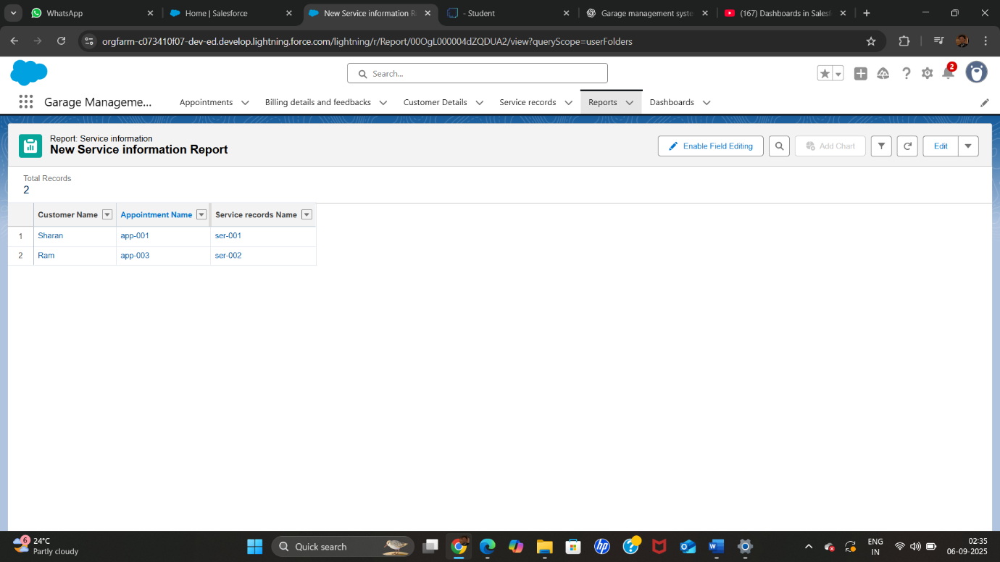 WhatsApp
Home | Salesforce
New Service information R
- Student
Garage management syste
(167) Dashboards in Salesf
orgfarm-c073410f07-dev-ed.develop.lightning.force.com/lightning/r/Report/00OgL000004dZQDUA2/view?queryScope=userFolders
Search...
2
Garage Manageme...
Appointments
Billing details and feedbacks
Customer Details
Service records
Reports
Dashboards
Report: Service information
New Service information Report
Enable Field Editing
Add Chart
Edit
Total Records
2
Customer Name
Appointment Name
Service records Name
1 Sharan app-001 ser-001
2 Ram app-003 ser-002
6
24°C
Partly cloudy
Quick search
ENG
IN
02:35
06-09-2025